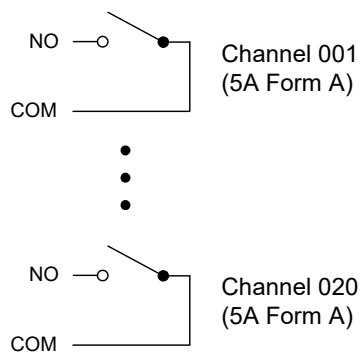 NO
Channel 001
(5A Form A)
COM
NO
Channel 020
(5A Form A)
COM